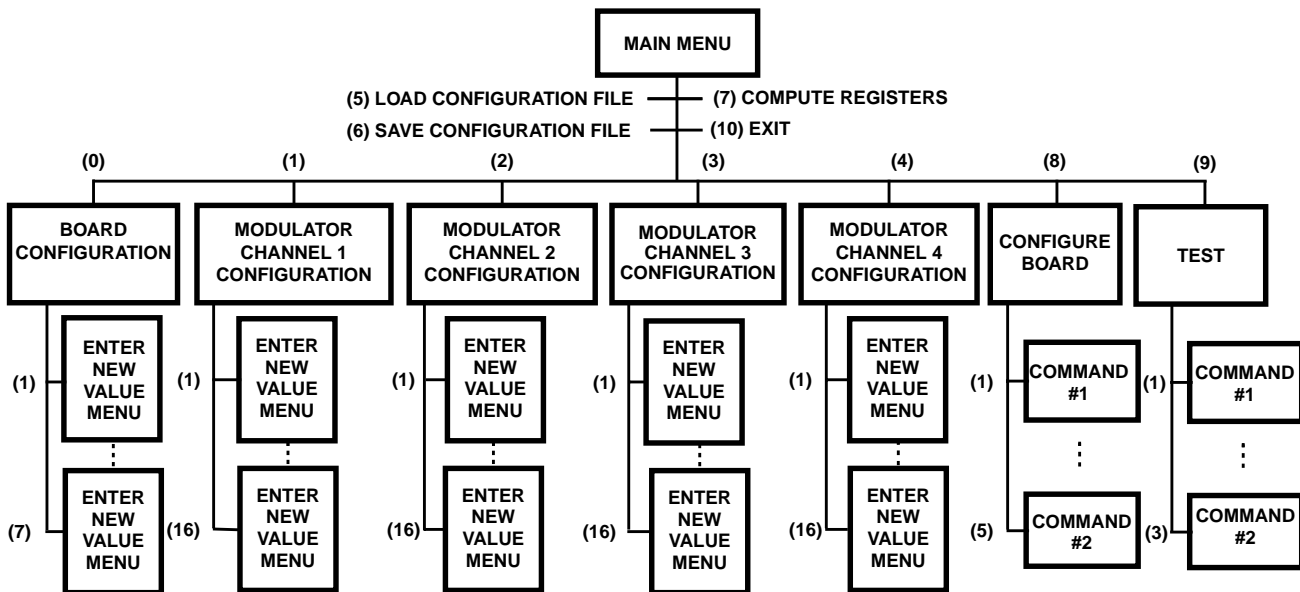 MAIN MENU
(5) LOAD CONFIGURATION FILE
(7) COMPUTE REGISTERS
(6) SAVE CONFIGURATION FILE
(10) EXIT
(0)
(1)
(2)
(3)
(4)
(8)
(9)
BOARD
CONFIGURATION
MODULATOR
CHANNEL 1
CONFIGURATION
MODULATOR
CHANNEL 2
CONFIGURATION
MODULATOR
CHANNEL 3
CONFIGURATION
MODULATOR
CHANNEL 4
CONFIGURATION
CONFIGURE
BOARD
TEST
(1)
ENTER
NEW
VALUE
MENU
(1)
ENTER
NEW
VALUE
MENU
(1)
ENTER
NEW
VALUE
MENU
(1)
ENTER
NEW
VALUE
MENU
(1)
ENTER
NEW
VALUE
MENU
(1)
COMMAND
#1
(1)
COMMAND
#1
(7)
ENTER
NEW
VALUE
MENU
(16)
ENTER
NEW
VALUE
MENU
(16)
ENTER
NEW
VALUE
MENU
(16)
ENTER
NEW
VALUE
MENU
(16)
ENTER
NEW
VALUE
MENU
(5)
COMMAND
#2
(3)
COMMAND
#2